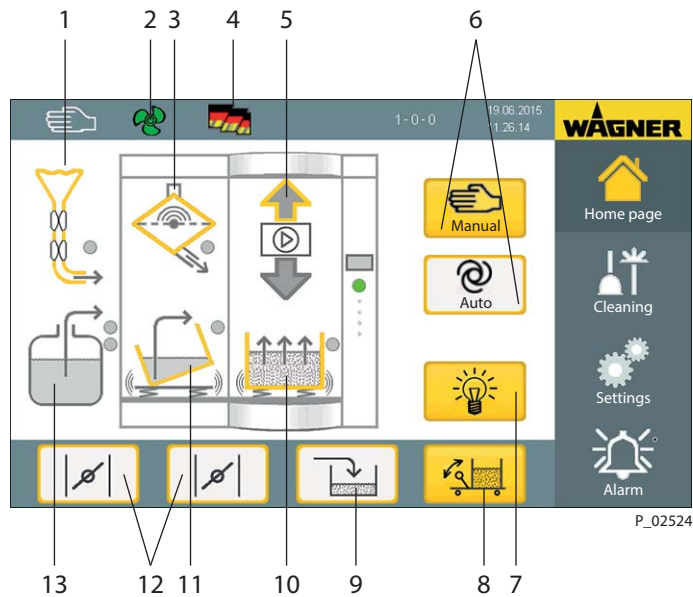 1 2 3 4 5 6
1-0-0
19.06.2015
11.26.14
WAGNER
Manual
Home page
Auto
Cleaning
Settings
Alarm
P_02524
13 12 11 10 9 8 7